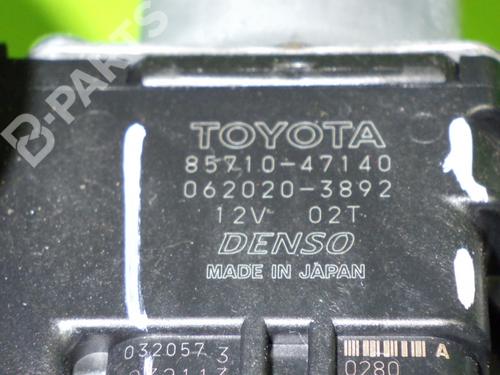 B-PARTS
TOYOTA
85710-47140
062020-3892
12V 02T
DENSO
MADE IN JAPAN
032057 3
A
0280